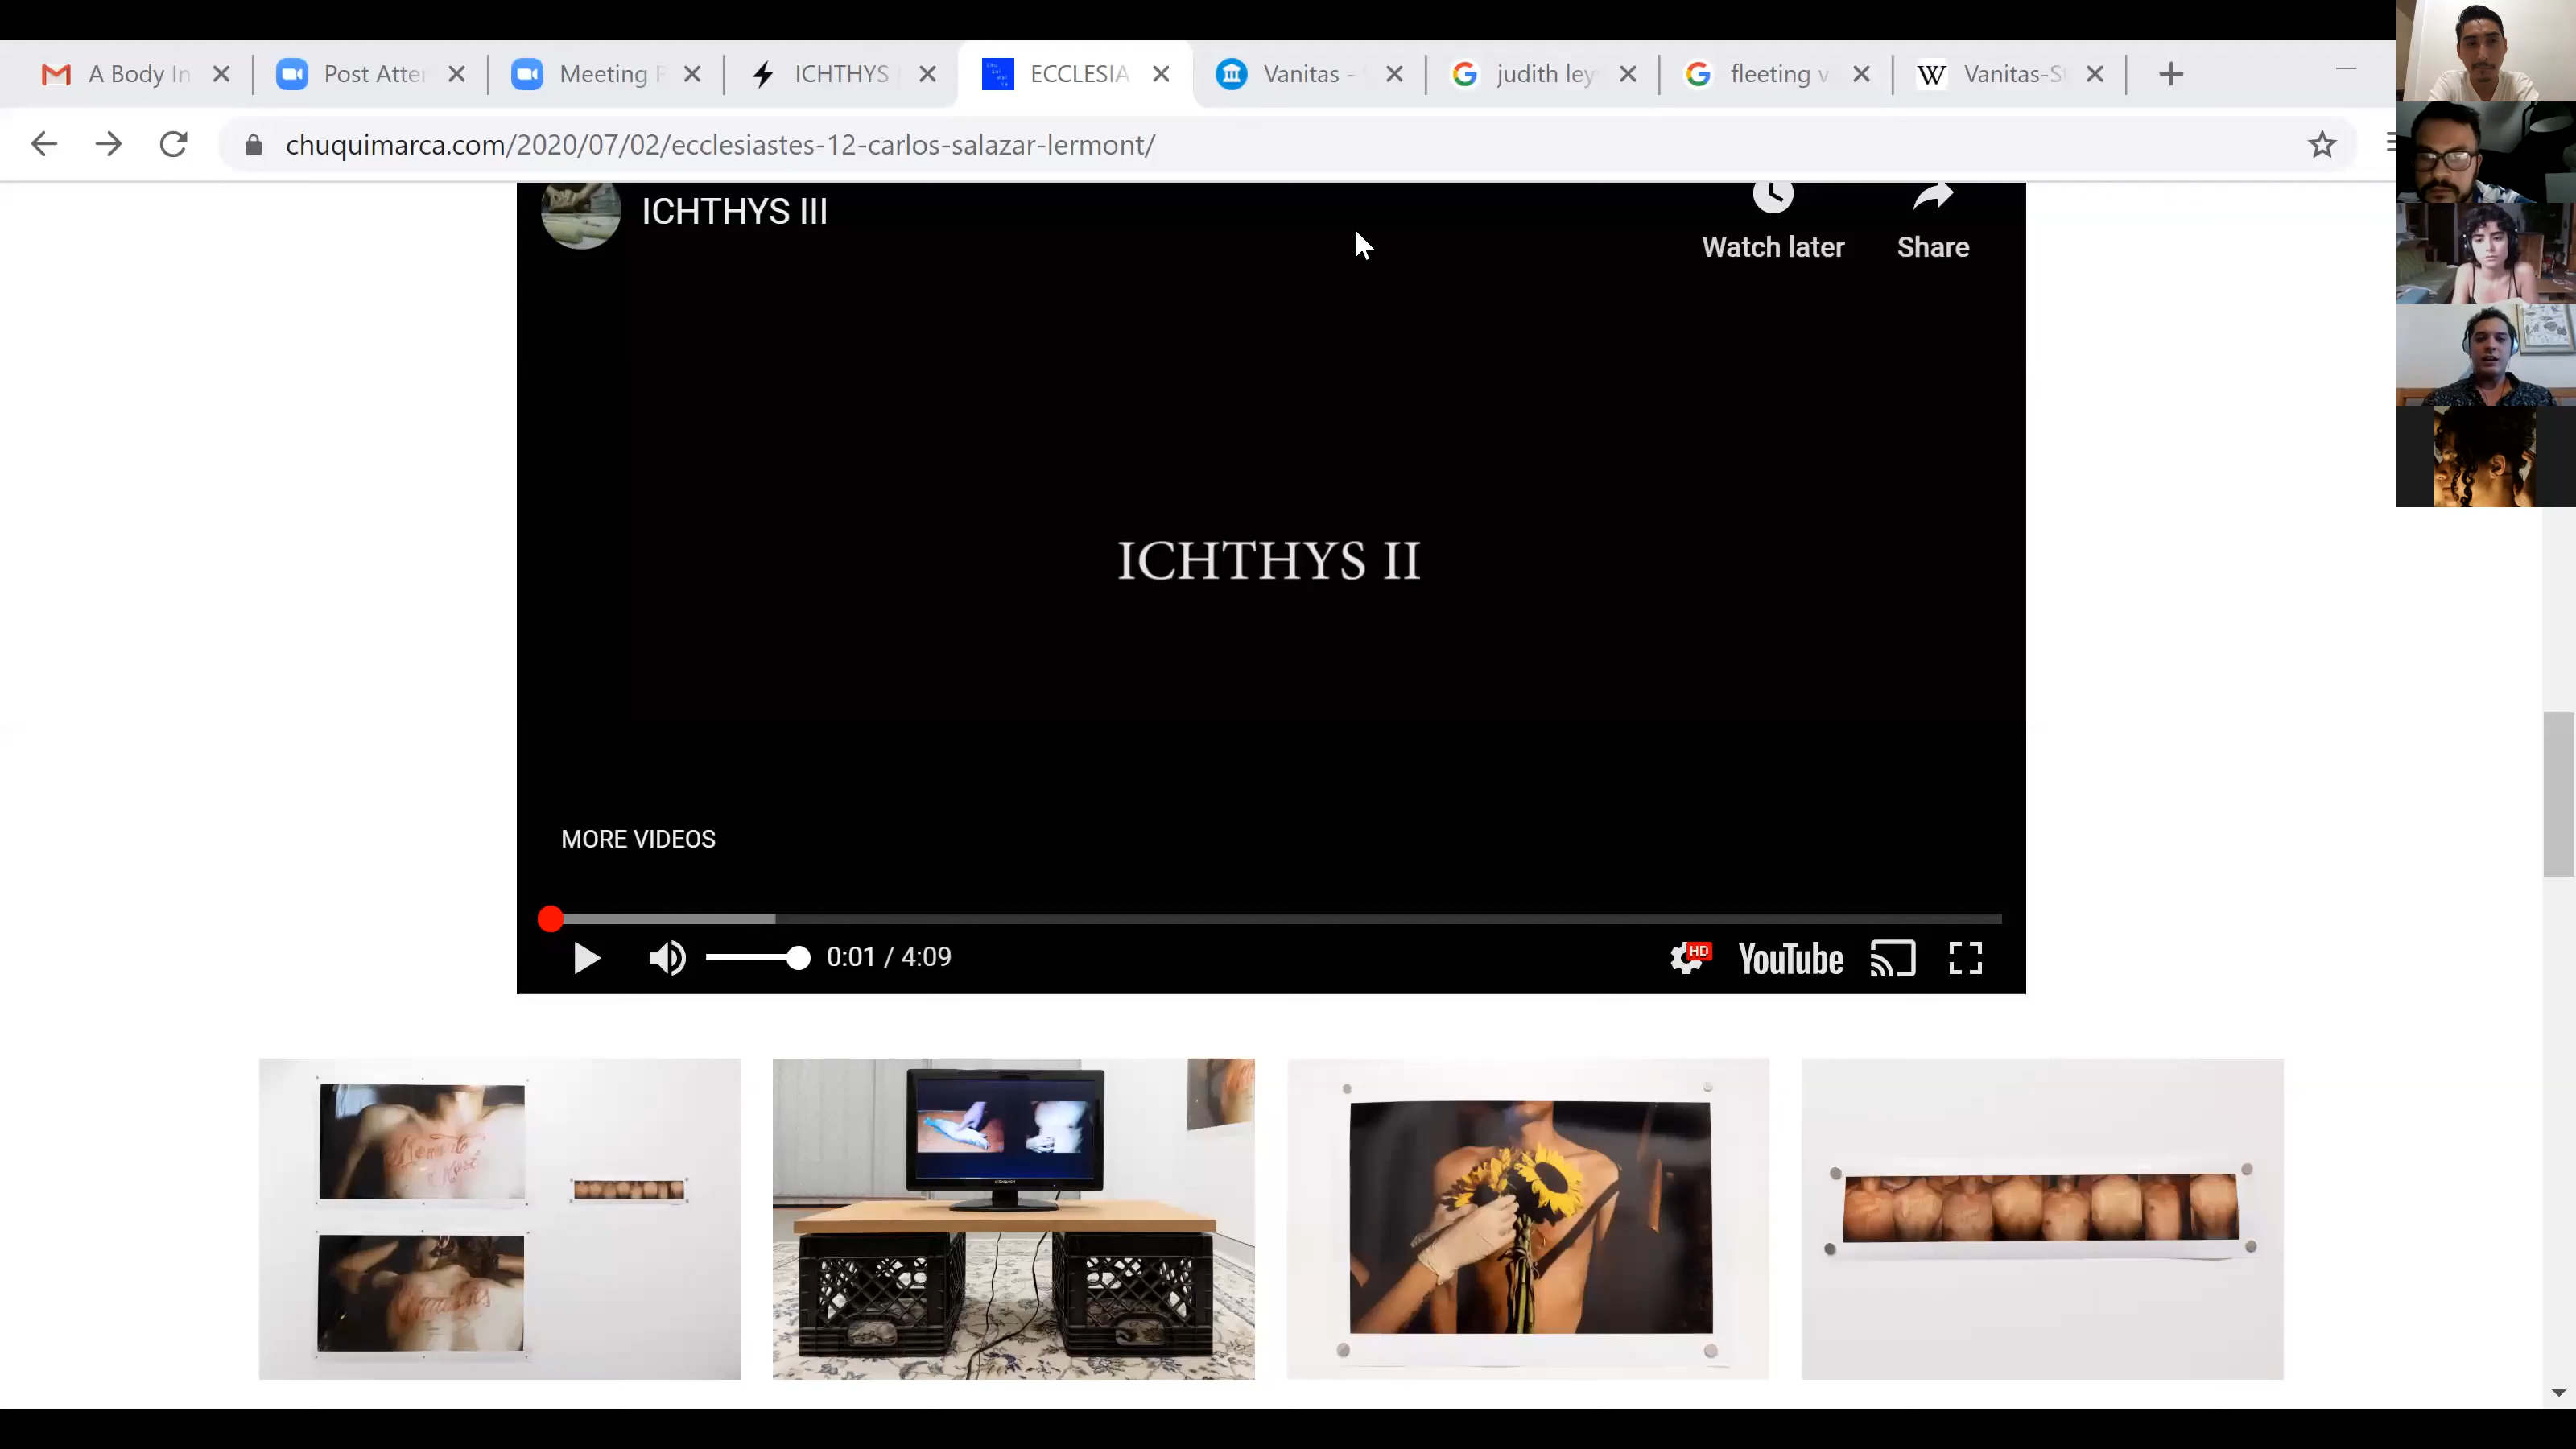 A Body In
Post Atter
Meeting R
ICHTHYS
ECCLESIA
Vanitas -
judith ley
fleeting v
Vanitas-S
chuquimarca.com/2020/07/02/ecclesiastes-12-carlos-salazar-lermont/
ICHTHYS III
Watch later
Share
ICHTHYS II
MORE VIDEOS
0:01 / 4:09
HD
YouTube